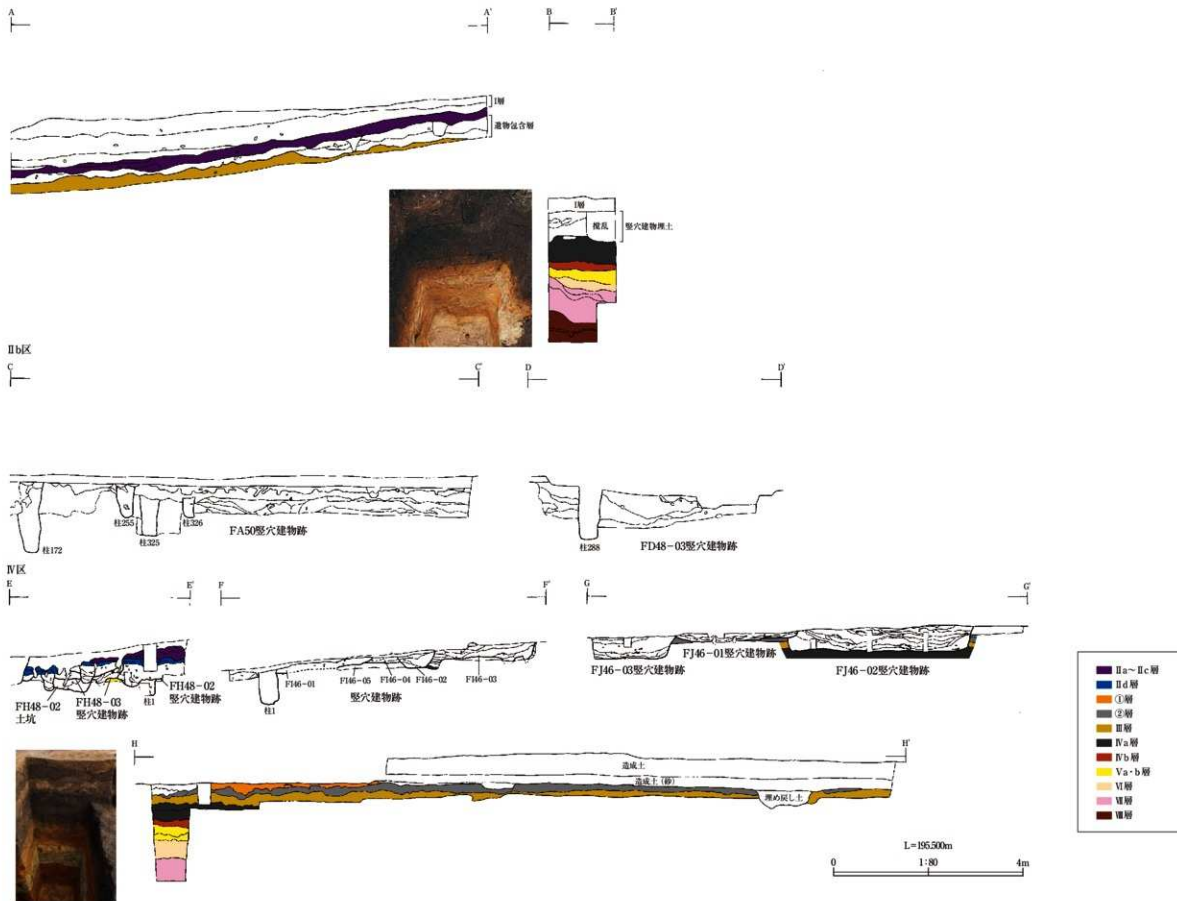 A A'
B B'
I層
遺物包含層
I層
攪乱
竪穴建物埋土
Ⅱb区
C C'
D D'
柱172
柱255
柱325
柱326
FA50竪穴建物跡
柱288
FD48-03竪穴建物跡
Ⅳ区
E E'
F F'
G G'
FH48-02
土坑
FH48-03
竪穴建物跡
柱1
FH48-02
竪穴建物跡
柱1
FI46-01
FI46-05
FI46-04
FI46-02
FI46-03
竪穴建物跡
FJ46-03竪穴建物跡
FJ46-01竪穴建物跡
FJ46-02竪穴建物跡
H H'
造成土
造成土(砂)
埋め戻し土
L=195.500m
0 1:80 4m
Ⅱa～Ⅱc層
Ⅱd層
①層
②層
Ⅲ層
Ⅳa層
Ⅳb層
Ⅴa・b層
Ⅵ層
Ⅶ層
Ⅷ層